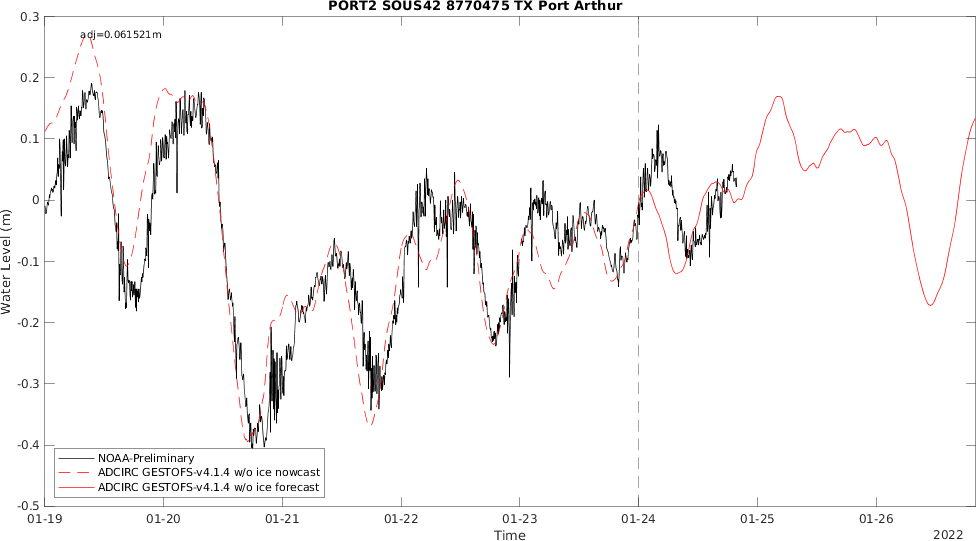 PORT2 SOUS42 8770475 TX Port Arthur
adj=0.061521m
0.3
0.2
0.1
0
-0.1
-0.2
-0.3
-0.4
-0.5
Water Level (m)
NOAA-Preliminary
ADCIRC GESTOFS-v4.1.4 w/o ice nowcast
ADCIRC GESTOFS-v4.1.4 w/o ice forecast
01-19 01-20 01-21 01-22 01-23 01-24 01-25 01-26
Time
2022